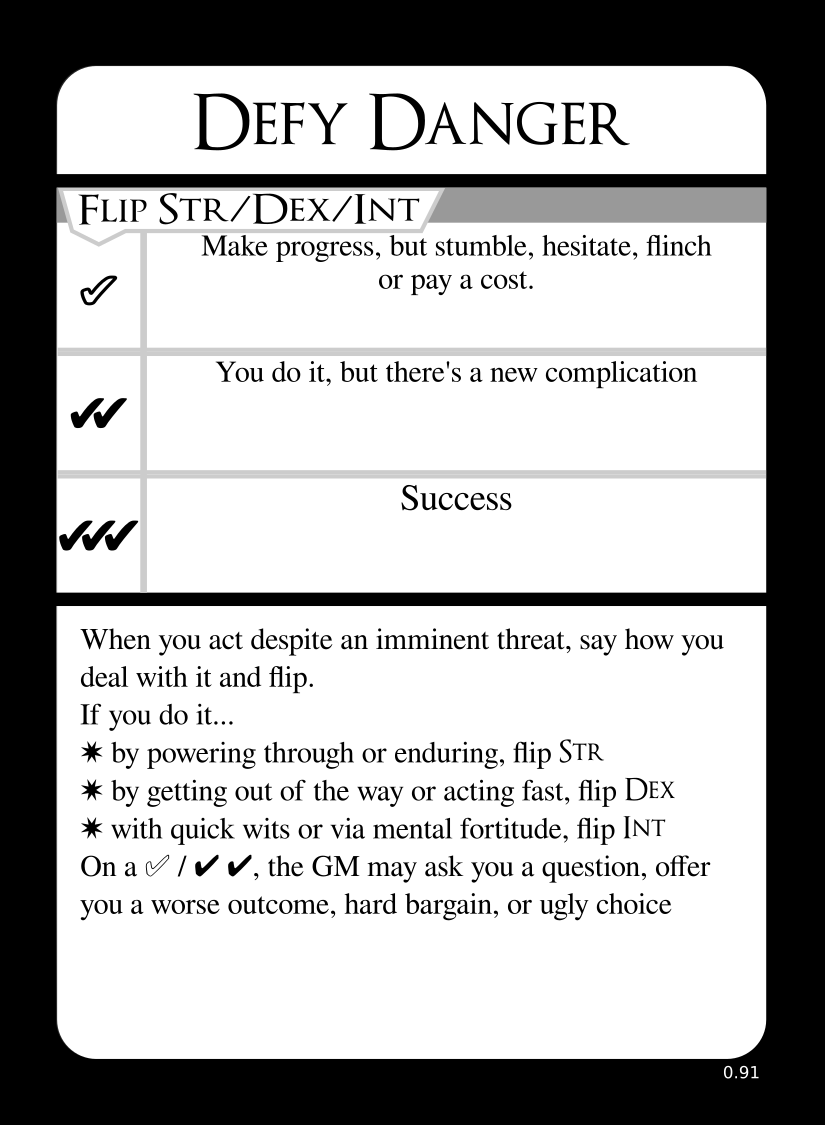 Defy Danger
Flip Str/Dex/Int
Make progress, but stumble, hesitate, flinch
or pay a cost.
✓
You do it, but there's a new complication
✔✔
Success
✔✔✔
When you act despite an imminent threat, say how you
deal with it and flip.
If you do it...
✷ by powering through or enduring, flip Str
✷ by getting out of the way or acting fast, flip Dex
✷ with quick wits or via mental fortitude, flip Int
On a ✓ / ✔ ✔, the GM may ask you a question, offer
you a worse outcome, hard bargain, or ugly choice
0.91